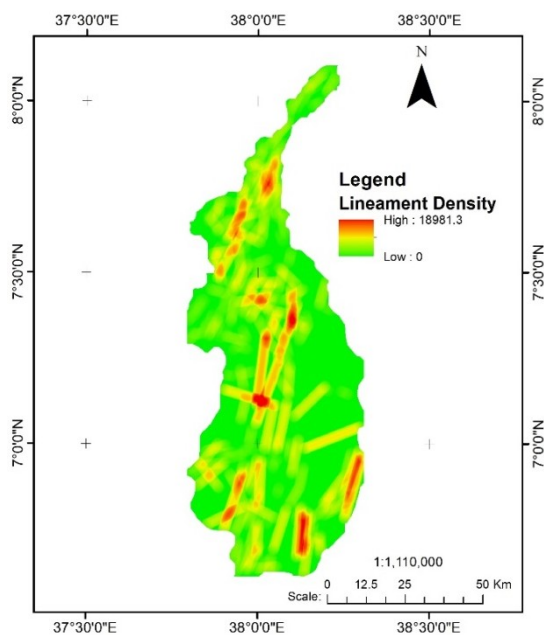 37°30'0"E 38°0'0"E 38°30'0"E
N
8°0'0"N 8°0'0"N
Legend
Lineament Density
High : 18981.3
Low : 0
7°30'0"N 7°30'0"N
7°0'0"N 7°0'0"N
1:1,110,000
0 12.5 25 50 Km
Scale:
37°30'0"E 38°0'0"E 38°30'0"E